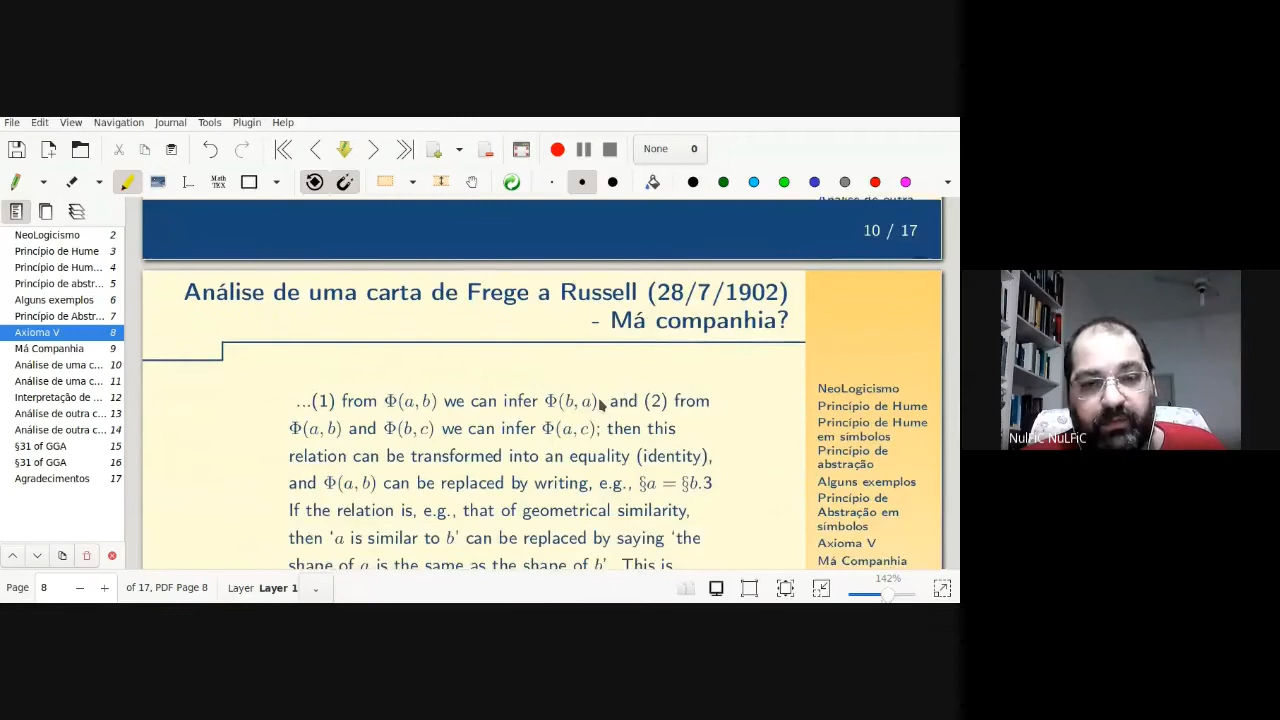 File Edit View Navigation Journal Tools Plugin Help
None 0
Math TEX
NeoLogicismo 2
Princípio de Hume 3
Princípio de Hum... 4
Princípio de abstr... 5
Alguns exemplos 6
Princípio de Abstr... 7
Axioma V 8
Má Companhia 9
Análise de uma c... 10
Análise de uma c... 11
Interpretação de ... 12
Análise de outra c... 13
Análise de outra c... 14
§31 of GGA 15
§31 of GGA 16
Agradecimentos 17
Análise de outra
10 / 17
Análise de uma carta de Frege a Russell (28/7/1902)
- Má companhia?
...(1) from Φ(a, b) we can infer Φ(b, a), and (2) from
Φ(a, b) and Φ(b, c) we can infer Φ(a, c); then this
relation can be transformed into an equality (identity),
and Φ(a, b) can be replaced by writing, e.g., §a = §b.3
If the relation is, e.g., that of geometrical similarity,
then ‘a is similar to b’ can be replaced by saying ‘the
shape of a is the same as the shape of b’. This is
NeoLogicismo
Princípio de Hume
Princípio de Hume
em símbolos
Princípio de
abstração
Alguns exemplos
Princípio de
Abstração em
símbolos
Axioma V
Má Companhia
Page 8 of 17, PDF Page 8 Layer Layer 1
142%
NulFiC NuLFiC